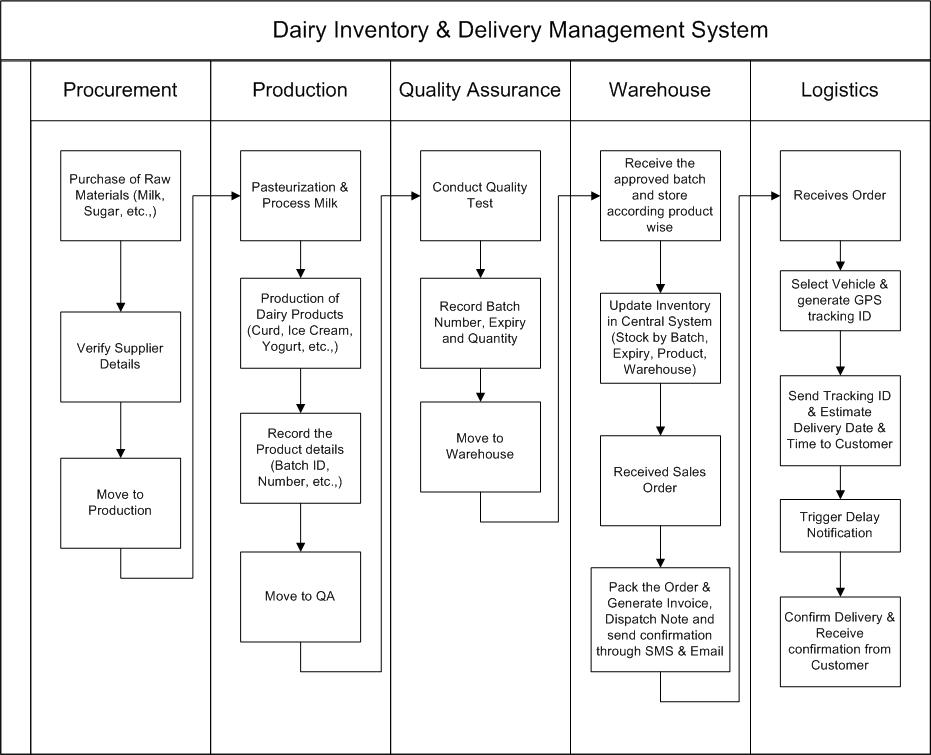 Dairy Inventory & Delivery Management System
Procurement
Production
Quality Assurance
Warehouse
Logistics
Purchase of Raw
Materials (Milk,
Sugar, etc.,)
Verify Supplier
Details
Move to
Production
Pasteurization &
Process Milk
Production of
Dairy Products
(Curd, Ice Cream,
Yogurt, etc.,)
Record the
Product details
(Batch ID,
Number, etc.,)
Move to QA
Conduct Quality
Test
Record Batch
Number, Expiry
and Quantity
Move to
Warehouse
Receive the
approved batch
and store
according product
wise
Update Inventory
in Central System
(Stock by Batch,
Expiry, Product,
Warehouse)
Received Sales
Order
Pack the Order &
Generate Invoice,
Dispatch Note and
send confirmation
through SMS & Email
Receives Order
Select Vehicle &
generate GPS
tracking ID
Send Tracking ID
& Estimate
Delivery Date &
Time to Customer
Trigger Delay
Notification
Confirm Delivery &
Receive
confirmation from
Customer